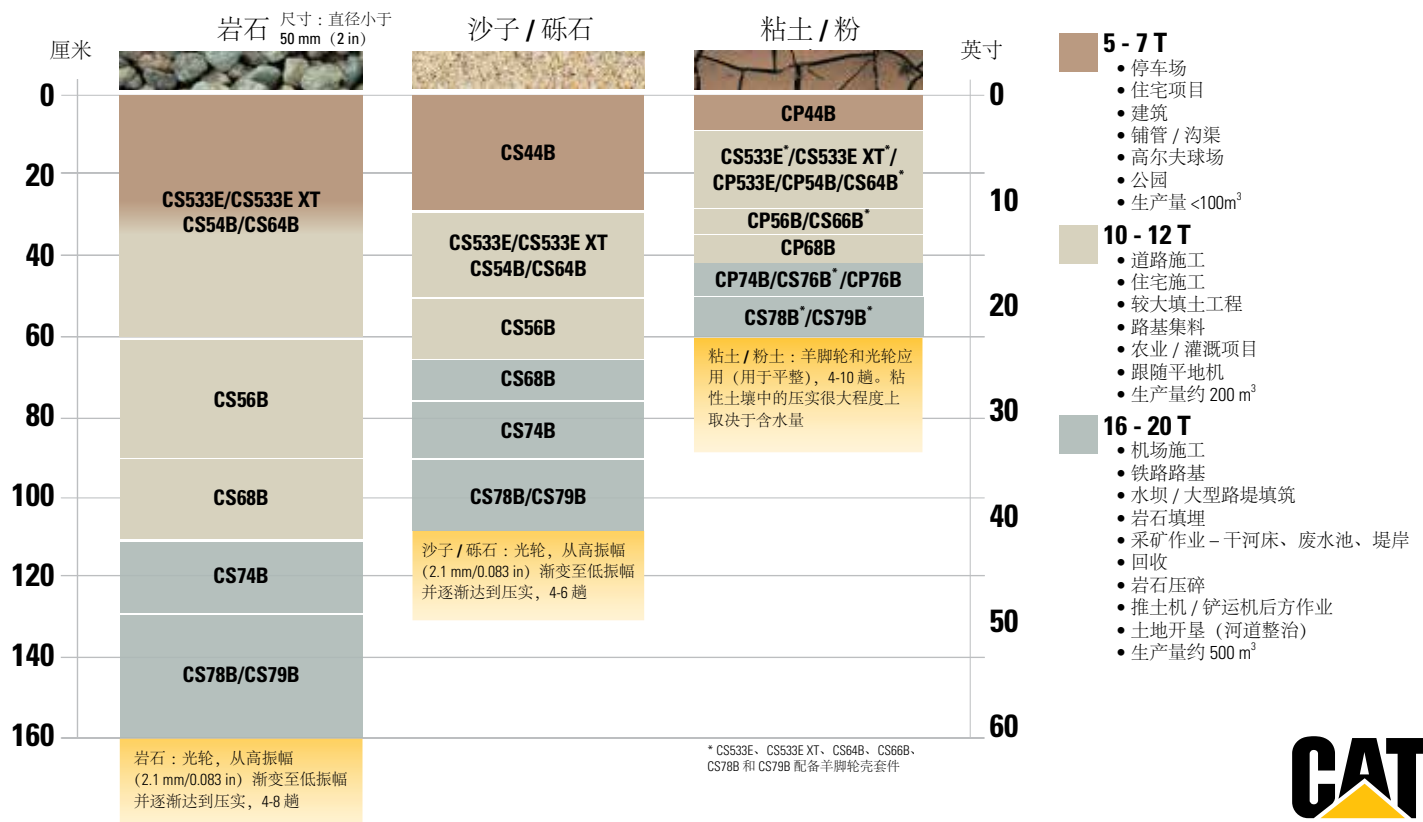 岩石 尺寸：直径小于
50 mm（2 in）
沙子 / 砾石
粘土 / 粉
厘米
英寸
0
20
40
60
80
100
120
140
160
CS533E/CS533E XT
CS54B/CS64B
CS56B
CS68B
CS74B
CS78B/CS79B
岩石：光轮，从高振幅
(2.1 mm/0.083 in）渐变至低振幅
并逐渐达到压实，4-8 趟
CS44B
CS533E/CS533E XT
CS54B/CS64B
CS56B
CS68B
CS74B
CS78B/CS79B
沙子 / 砾石：光轮，从高振幅
(2.1 mm/0.083 in）渐变至低振幅
并逐渐达到压实，4-6 趟
CP44B
CS533E*/CS533E XT*/
CP533E/CP54B/CS64B*
CP56B/CS66B*
CP68B
CP74B/CS76B*/CP76B
CS78B*/CS79B*
粘土 / 粉土：羊脚轮和光轮应
用（用于平整），4-10 趟。粘
性土壤中的压实很大程度上
取决于含水量
* CS533E、CS533E XT、CS64B、CS66B、
CS78B 和 CS79B 配备羊脚轮壳套件
0
10
20
30
40
50
60
5 - 7 T
• 停车场
• 住宅项目
• 建筑
• 铺管 / 沟渠
• 高尔夫球场
• 公园
• 生产量 <100m³
10 - 12 T
• 道路施工
• 住宅施工
• 较大填土工程
• 路基集料
• 农业 / 灌溉项目
• 跟随平地机
• 生产量约 200 m³
16 - 20 T
• 机场施工
• 铁路路基
• 水坝 / 大型路堤填筑
• 岩石填埋
• 采矿作业 – 干河床、废水池、堤岸
• 回收
• 岩石压碎
• 推土机 / 铲运机后方作业
• 土地开垦（河道整治）
• 生产量约 500 m³
CAT